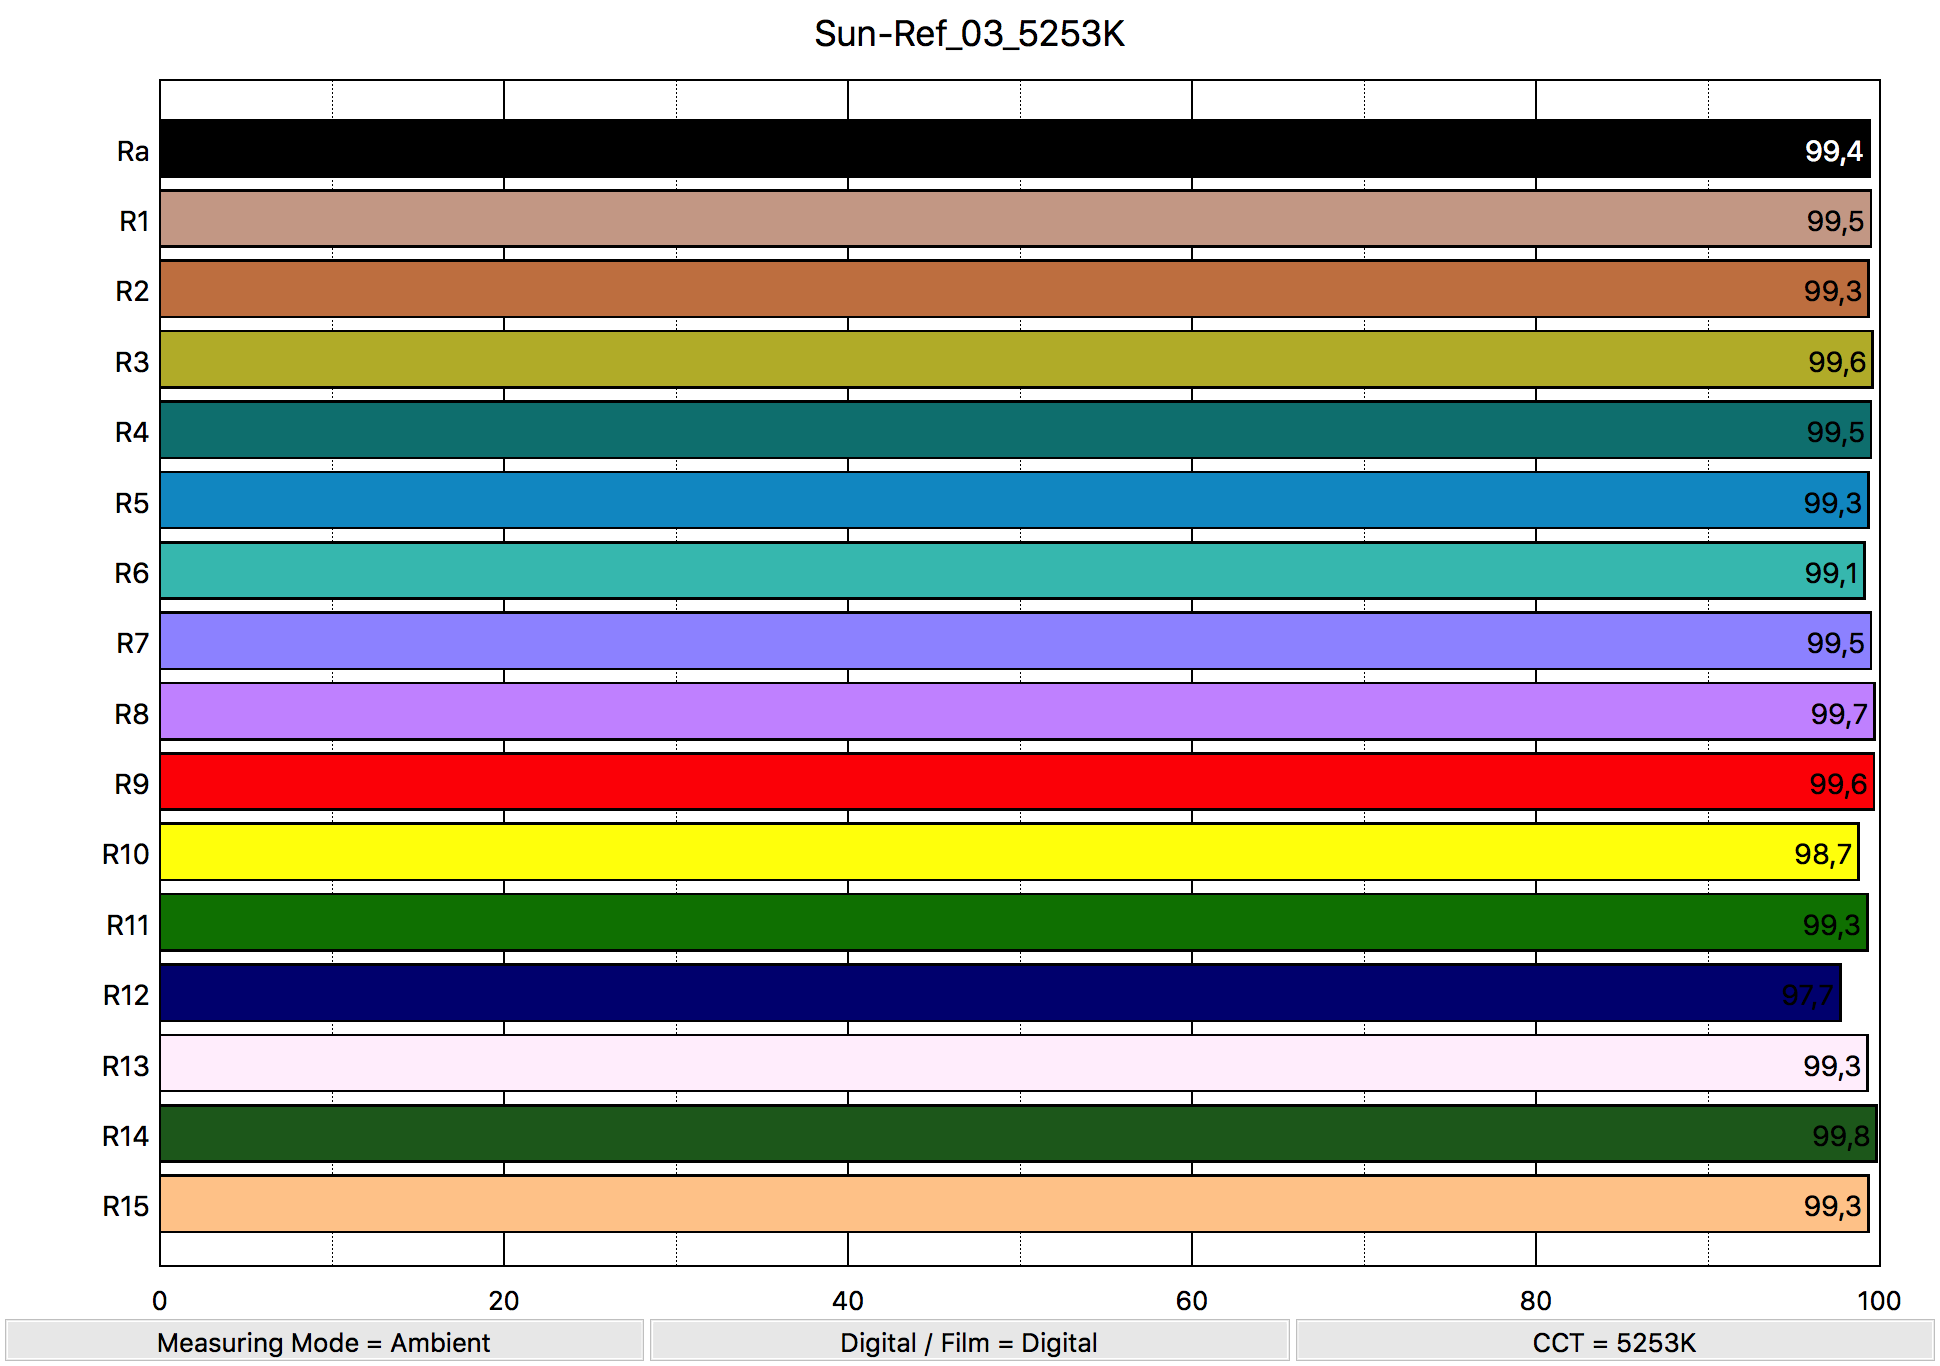 Sun-Ref_03_5253K
Ra 99,4
R1 99,5
R2 99,3
R3 99,6
R4 99,5
R5 99,3
R6 99,1
R7 99,5
R8 99,7
R9 99,6
R10 98,7
R11 99,3
R12 97,7
R13 99,3
R14 99,8
R15 99,3
0 20 40 60 80 100
Measuring Mode = Ambient Digital / Film = Digital CCT = 5253K